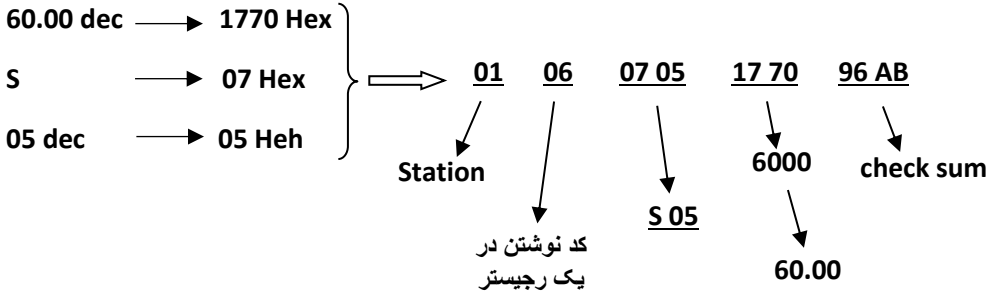 60.00 dec 1770 Hex
S 07 Hex
05 dec 05 Heh
01 06 07 05 17 70 96 AB
Station
کد نوشتن در
یک رجیستر
S 05
6000
60.00
check sum